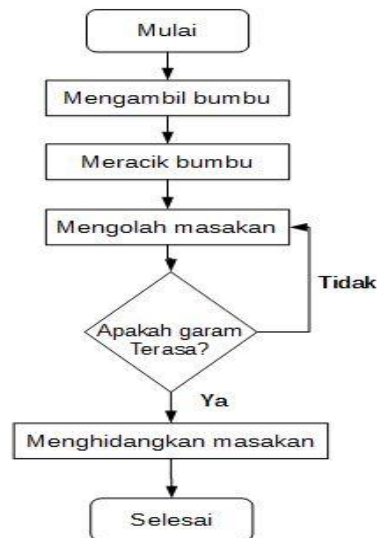 Mulai
Mengambil bumbu
Meracik bumbu
Mengolah masakan
Tidak
Apakah garam
Terasa?
Ya
Menghidangkan masakan
Selesai